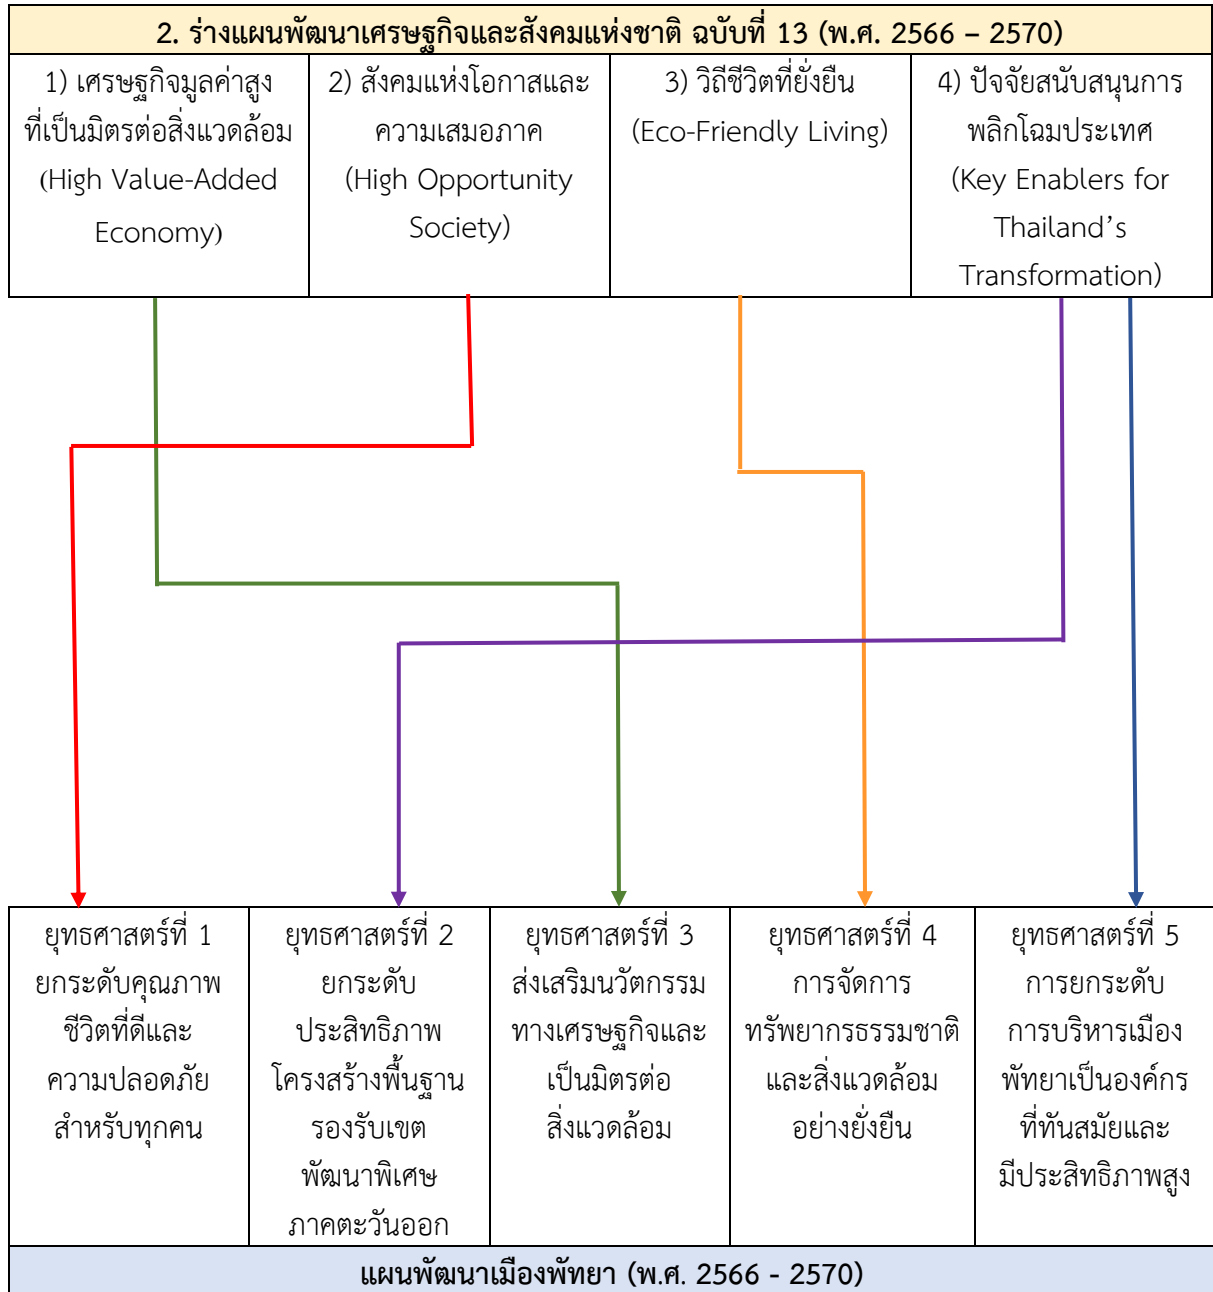 2. ร่างแผนพัฒนาเศรษฐกิจและสังคมแห่งชาติ ฉบับที่ 13 (พ.ศ. 2566 – 2570)
1) เศรษฐกิจมูลค่าสูง
ที่เป็นมิตรต่อสิ่งแวดล้อม
(High Value-Added
Economy)
2) สังคมแห่งโอกาสและ
ความเสมอภาค
(High Opportunity
Society)
3) วิถีชีวิตที่ยั่งยืน
(Eco-Friendly Living)
4) ปัจจัยสนับสนุนการ
พลิกโฉมประเทศ
(Key Enablers for
Thailand’s
Transformation)
ยุทธศาสตร์ที่ 1
ยกระดับคุณภาพ
ชีวิตที่ดีและ
ความปลอดภัย
สำหรับทุกคน
ยุทธศาสตร์ที่ 2
ยกระดับ
ประสิทธิภาพ
โครงสร้างพื้นฐาน
รองรับเขต
พัฒนาพิเศษ
ภาคตะวันออก
ยุทธศาสตร์ที่ 3
ส่งเสริมนวัตกรรม
ทางเศรษฐกิจและ
เป็นมิตรต่อ
สิ่งแวดล้อม
ยุทธศาสตร์ที่ 4
การจัดการ
ทรัพยากรธรรมชาติ
และสิ่งแวดล้อม
อย่างยั่งยืน
ยุทธศาสตร์ที่ 5
การยกระดับ
การบริหารเมือง
พัทยาเป็นองค์กร
ที่ทันสมัยและ
มีประสิทธิภาพสูง
แผนพัฒนาเมืองพัทยา (พ.ศ. 2566 - 2570)